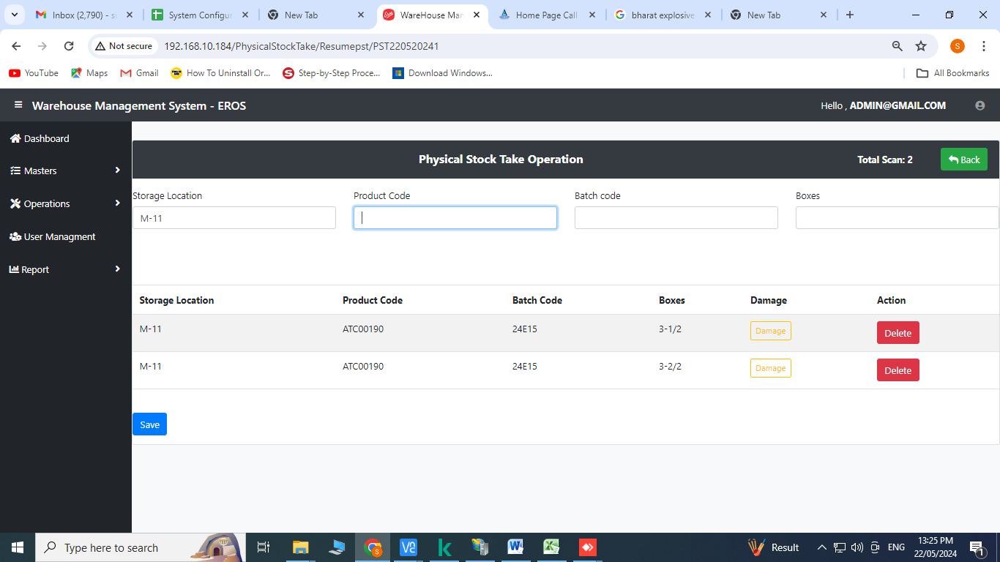 Inbox (2,790) - su
System Configur
New Tab
WareHouse Man
Home Page Call
bharat explosive
New Tab
Not secure
192.168.10.184/PhysicalStockTake/Resumepst/PST220520241
S
YouTube
Maps
Gmail
How To Uninstall Or...
Step-by-Step Proce...
Download Windows...
All Bookmarks
Warehouse Management System - EROS
Hello , ADMIN@GMAIL.COM
Dashboard
Masters
Operations
User Managment
Report
Physical Stock Take Operation
Total Scan: 2
Back
Storage Location
Product Code
Batch code
Boxes
M-11
Storage Location Product Code Batch Code Boxes Damage Action
M-11 ATC00190 24E15 3-1/2 Damage Delete
M-11 ATC00190 24E15 3-2/2 Damage Delete
Save
Type here to search
Result
ENG
13:25 PM
22/05/2024
1